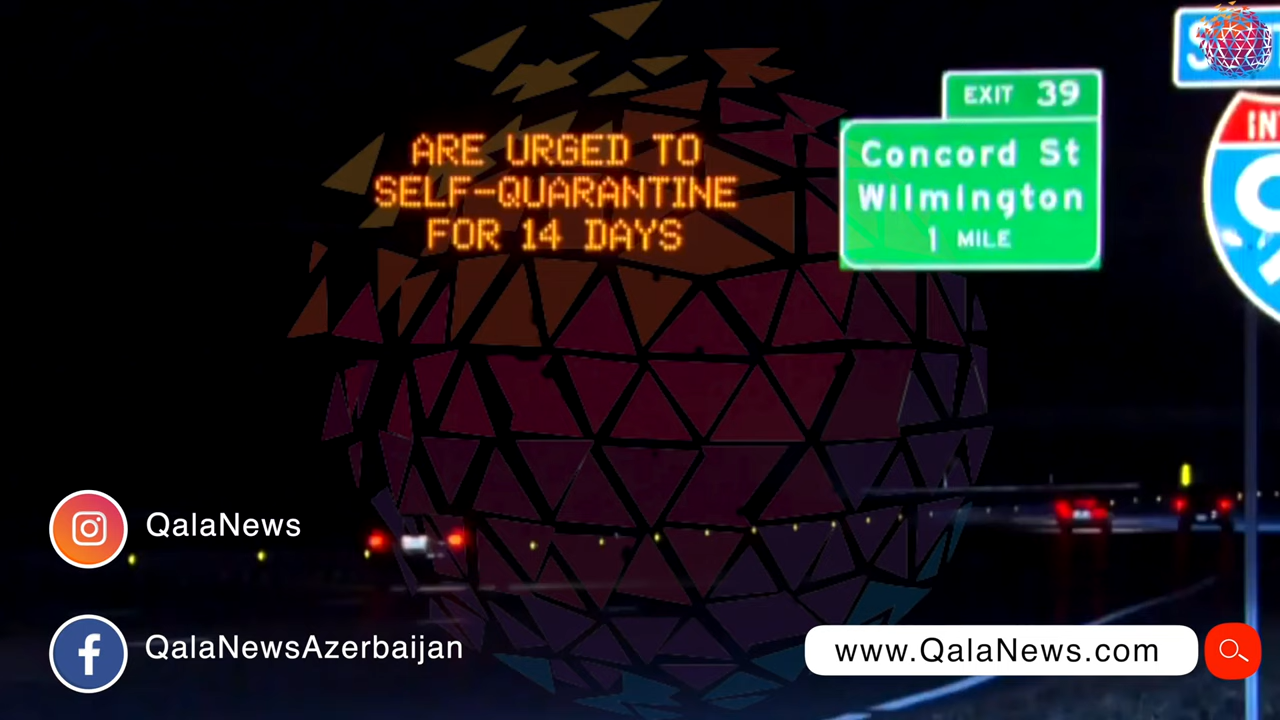 ARE URGED TO
SELF-QUARANTINE
FOR 14 DAYS
EXIT 39
Concord St
Wilmington
1 MILE
QalaNews
QalaNewsAzerbaijan
www.QalaNews.com